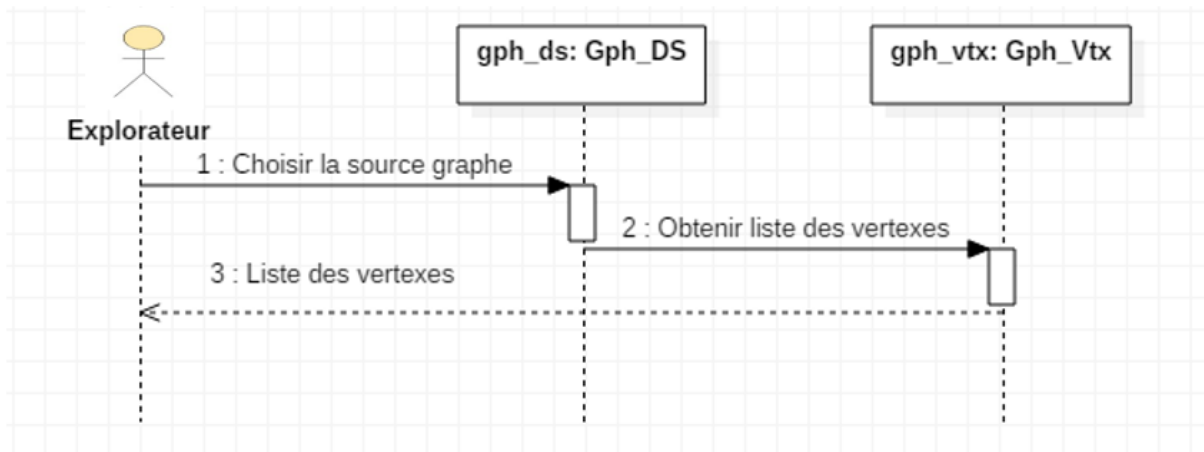 gph_ds: Gph_DS
gph_vtx: Gph_Vtx
Explorateur
1 : Choisir la source graphe
2 : Obtenir liste des vertexes
3 : Liste des vertexes